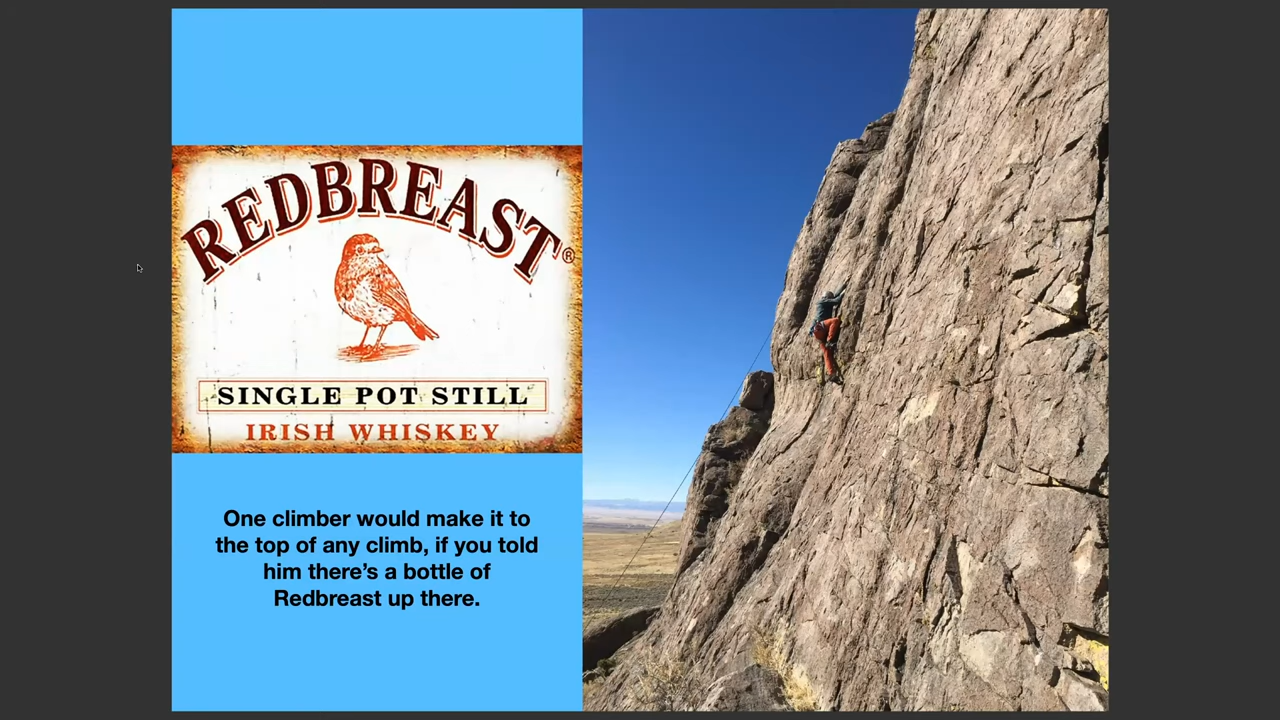 REDBREAST®
SINGLE POT STILL
IRISH WHISKEY
One climber would make it to
the top of any climb, if you told
him there’s a bottle of
Redbreast up there.